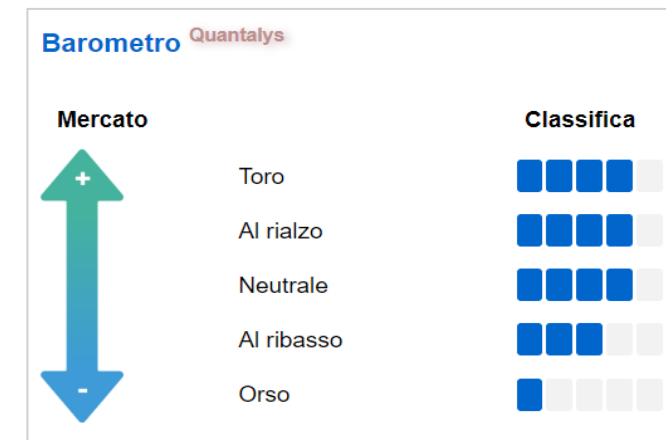 Barometro Quantalys
Mercato Classifica
+
Toro
Al rialzo
Neutrale
Al ribasso
-
Orso